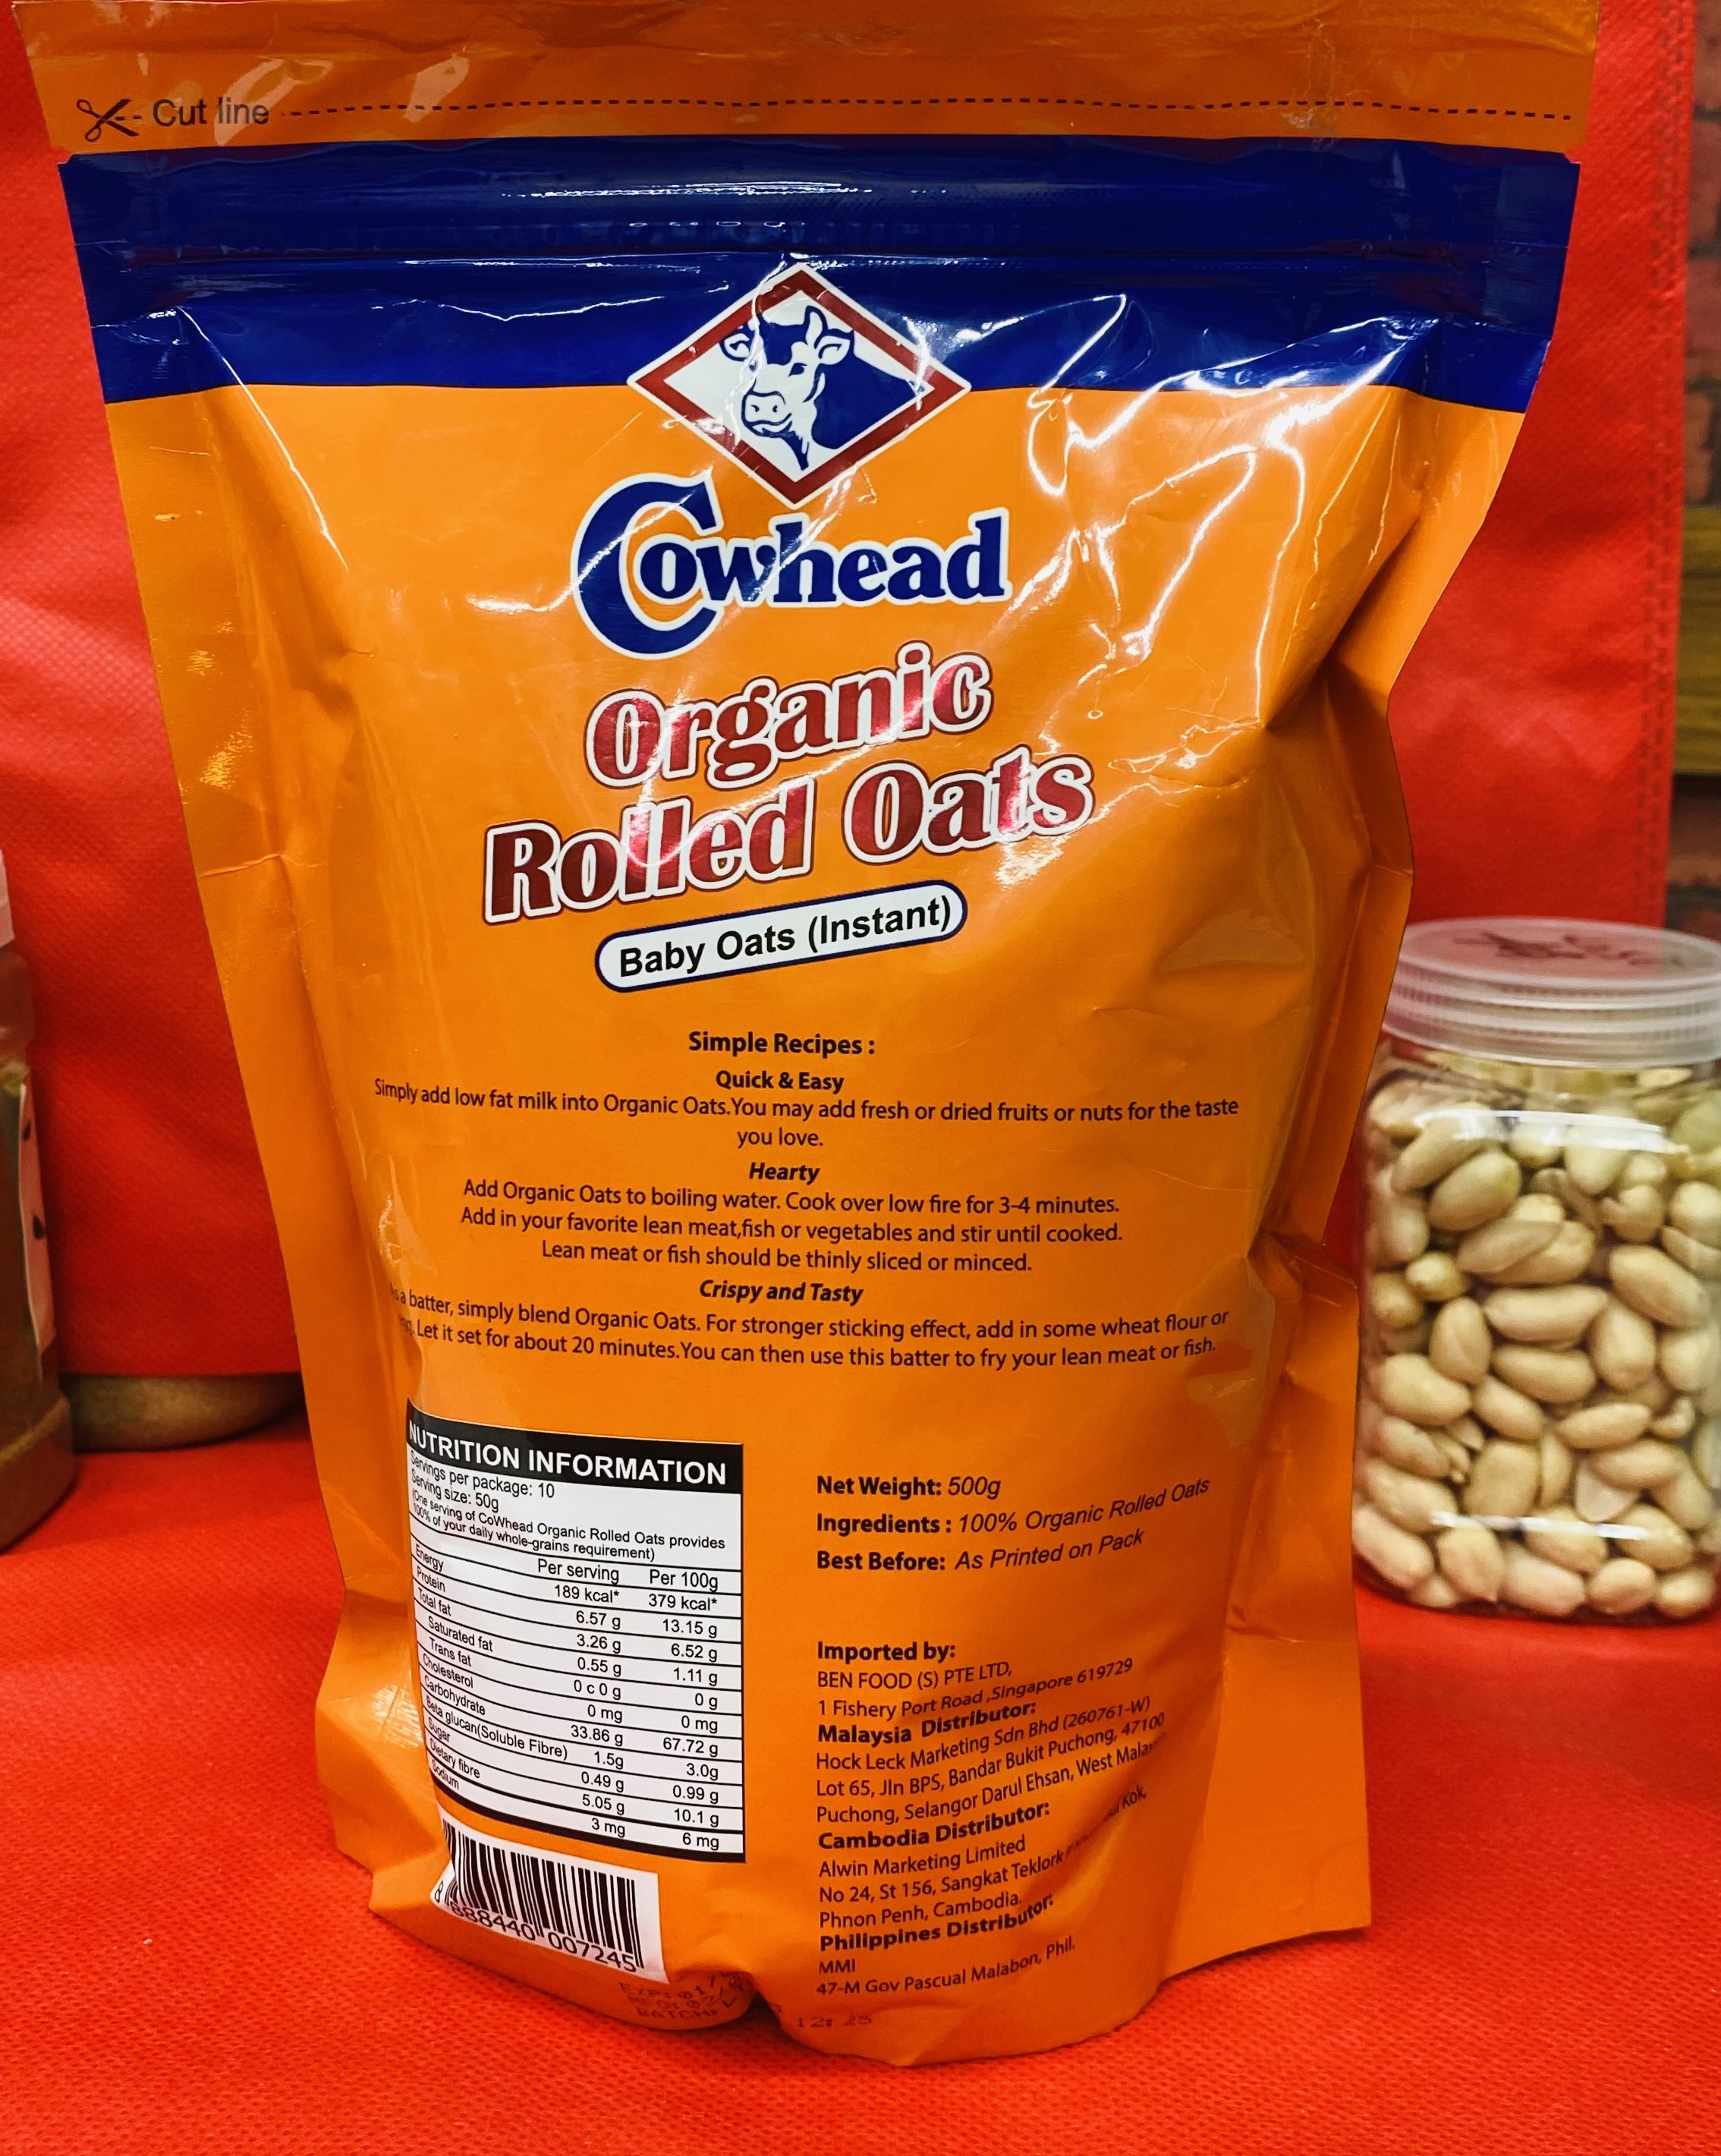 Cut line
Cowhead
Organic
Rolled Oats
Baby Oats (Instant)
Simple Recipes :
Quick & Easy
Simply add low fat milk into Organic Oats.You may add fresh or dried fruits or nuts for the taste
you love.
Hearty
Add Organic Oats to boiling water. Cook over low fire for 3-4 minutes.
Add in your favorite lean meat,fish or vegetables and stir until cooked.
Lean meat or fish should be thinly sliced or minced.
Crispy and Tasty
a batter, simply blend Organic Oats. For stronger sticking effect, add in some wheat flour or
Let it set for about 20 minutes.You can then use this batter to fry your lean meat or fish.
NUTRITION INFORMATION
Servings per package: 10
Serving size: 50g
(One serving of CoWhead Organic Rolled Oats provides
100% of your daily whole-grains requirement)
Per serving Per 100g
Energy 189 kcal* 379 kcal*
Protein 6.57 g 13.15 g
Total fat 3.26 g 6.52 g
Saturated fat 0.55 g 1.11 g
Trans fat 0 c 0 g 0 g
Cholesterol 0 mg 0 mg
Carbohydrate 33.86 g 67.72 g
Beta glucan(Soluble Fibre) 1.5g 3.0g
Sugar 0.49 g 0.99 g
Dietary fibre 5.05 g 10.1 g
Sodium 3 mg 6 mg
8 888440 007245
Net Weight: 500g
Ingredients : 100% Organic Rolled Oats
Best Before: As Printed on Pack
Imported by:
BEN FOOD (S) PTE LTD,
1 Fishery Port Road ,Singapore 619729
Malaysia Distributor:
Hock Leck Marketing Sdn Bhd (260761-W)
Lot 65, Jln BPS, Bandar Bukit Puchong, 47100
Puchong, Selangor Darul Ehsan, West
Cambodia Distributor:
Alwin Marketing Limited
No 24, St 156, Sangkat Teklork Kok,
Phnon Penh, Cambodia.
Philippines Distributor:
MMI
47-M Gov Pascual Malabon, Phil.